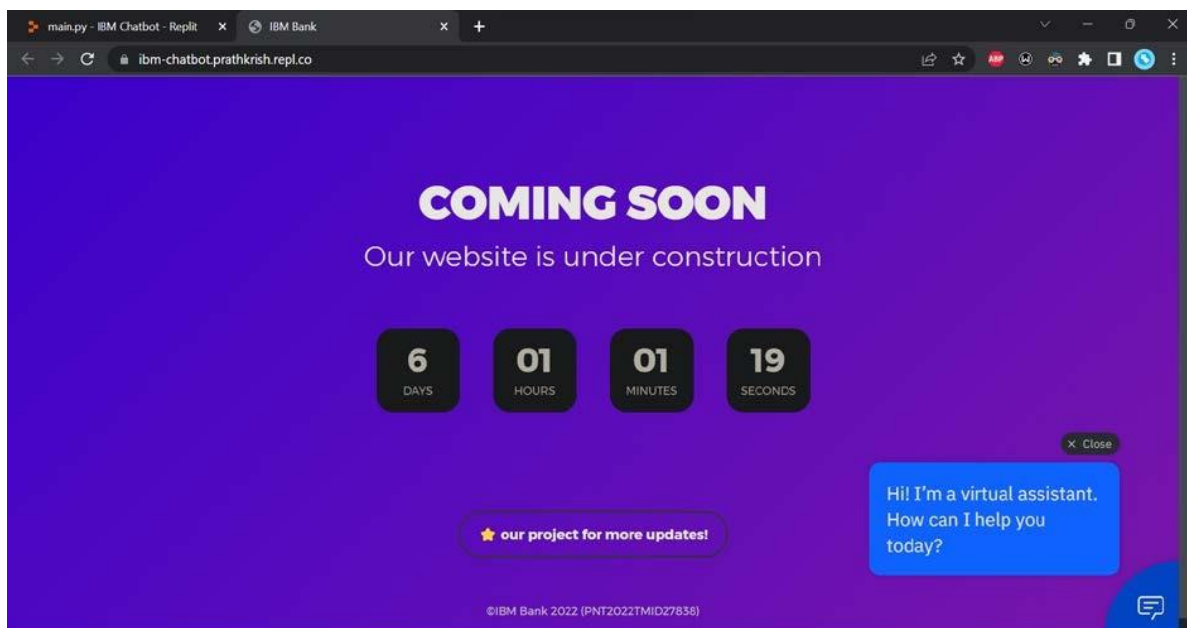 main.py - IBM Chatbot - Replit
IBM Bank
ibm-chatbot.prathkrish.repl.co
ABP
COMING SOON
Our website is under construction
6 01 01 19
DAYS HOURS MINUTES SECONDS
Close
Hi! I'm a virtual assistant.
How can I help you
today?
⭐ our project for more updates!
©IBM Bank 2022 (PNT2022TMID27838)